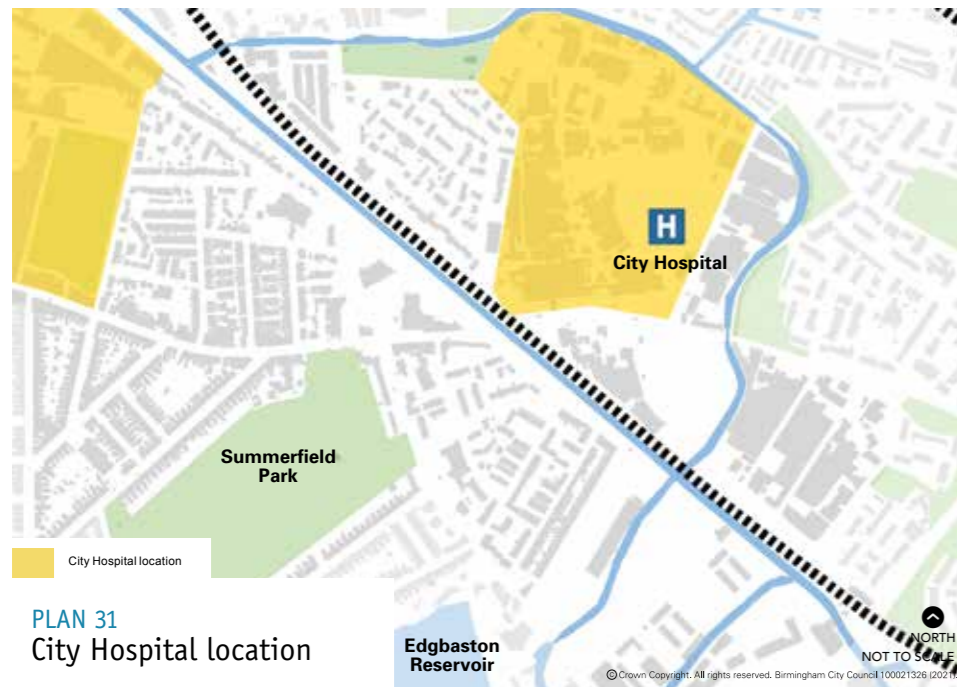 H
City Hospital
Summerfield
Park
City Hospital location
PLAN 31
City Hospital location
Edgbaston
Reservoir
NORTH
NOT TO SCALE
© Crown Copyright. All rights reserved. Birmingham City Council 100021326 (2021).